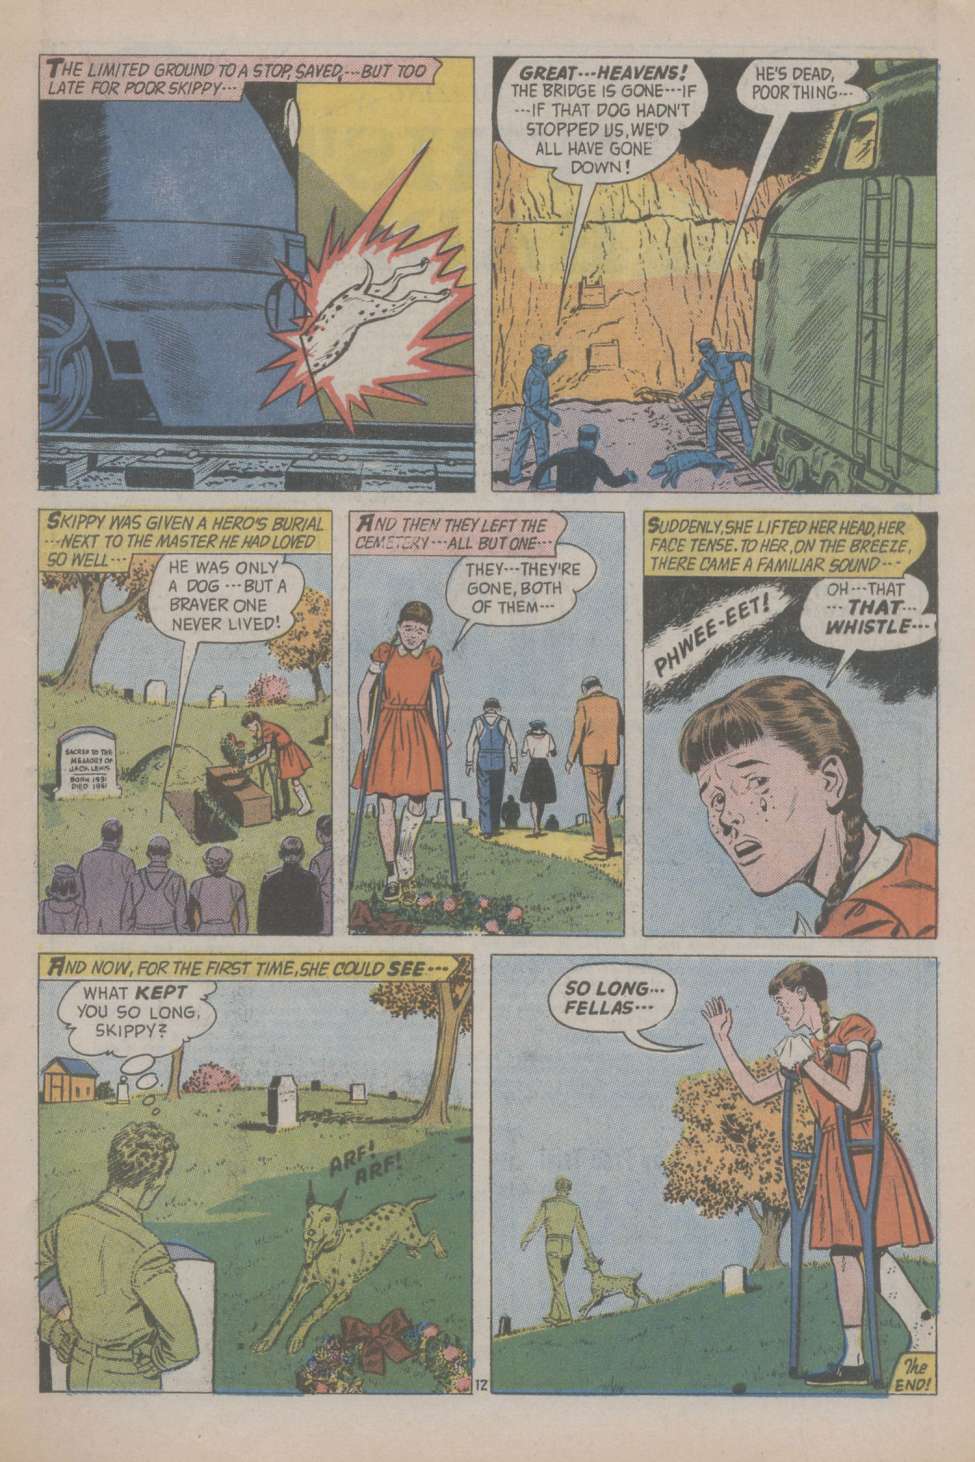 THE LIMITED GROUND TO A STOP, SAVED,---BUT TOO
LATE FOR POOR SKIPPY---
GREAT---HEAVENS!
THE BRIDGE IS GONE---IF
---IF THAT DOG HADN'T
STOPPED US, WE'D
ALL HAVE GONE
DOWN!
HE'S DEAD,
POOR THING---
SKIPPY WAS GIVEN A HERO'S BURIAL
---NEXT TO THE MASTER HE HAD LOVED
SO WELL---
HE WAS ONLY
A DOG---BUT A
BRAVER ONE
NEVER LIVED!
SACRED TO THE
MEMORY OF
JACK LEWIS
BORN 1931
DIED 1951
AND THEN THEY LEFT THE
CEMETERY---ALL BUT ONE---
THEY---THEY'RE
GONE, BOTH
OF THEM---
SUDDENLY, SHE LIFTED HER HEAD, HER
FACE TENSE. TO HER, ON THE BREEZE,
THERE CAME A FAMILIAR SOUND---
PHWEE-EET!
OH---THAT
---THAT---
WHISTLE---
AND NOW, FOR THE FIRST TIME, SHE COULD SEE---
WHAT KEPT
YOU SO LONG,
SKIPPY?
ARF!
ARF!
12
SO LONG---
FELLAS---
The
END!